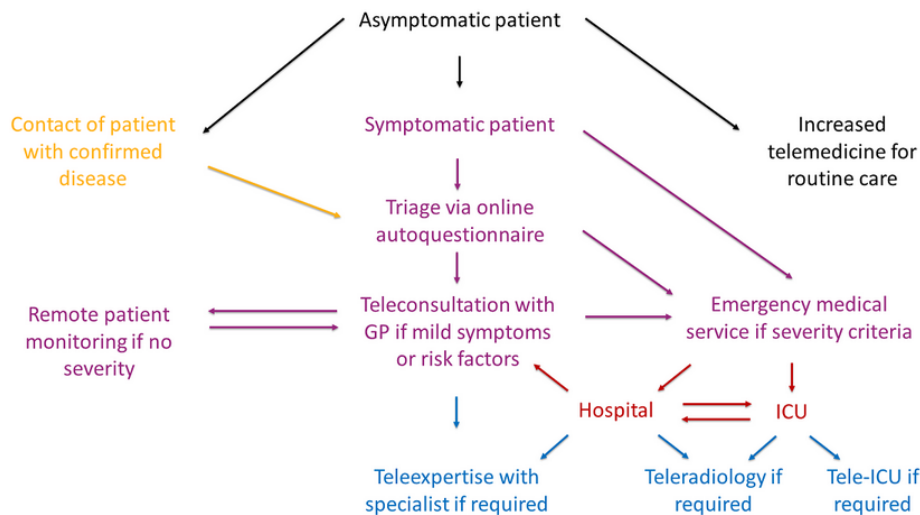 Asymptomatic patient
Contact of patient
with confirmed
disease
Symptomatic patient
Increased
telemedicine for
routine care
Triage via online
autoquestionnaire
Remote patient
monitoring if no
severity
Teleconsultation with
GP if mild symptoms
or risk factors
Emergency medical
service if severity criteria
Hospital
ICU
Teleexpertise with
specialist if required
Teleradiology if
required
Tele-ICU if
required